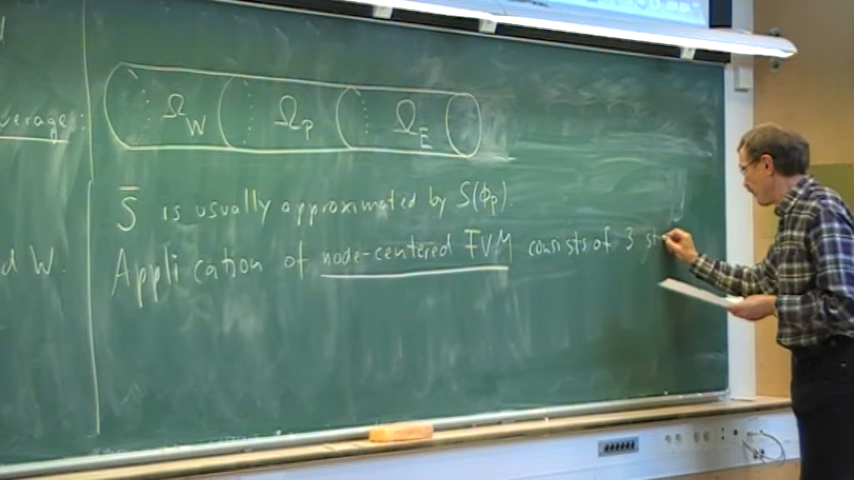 Ω_W Ω_P Ω_E
verage:
S̅ is usually approximated by S(ϕ_P).
d W.
Application of node-centered FVM consists of 3 st